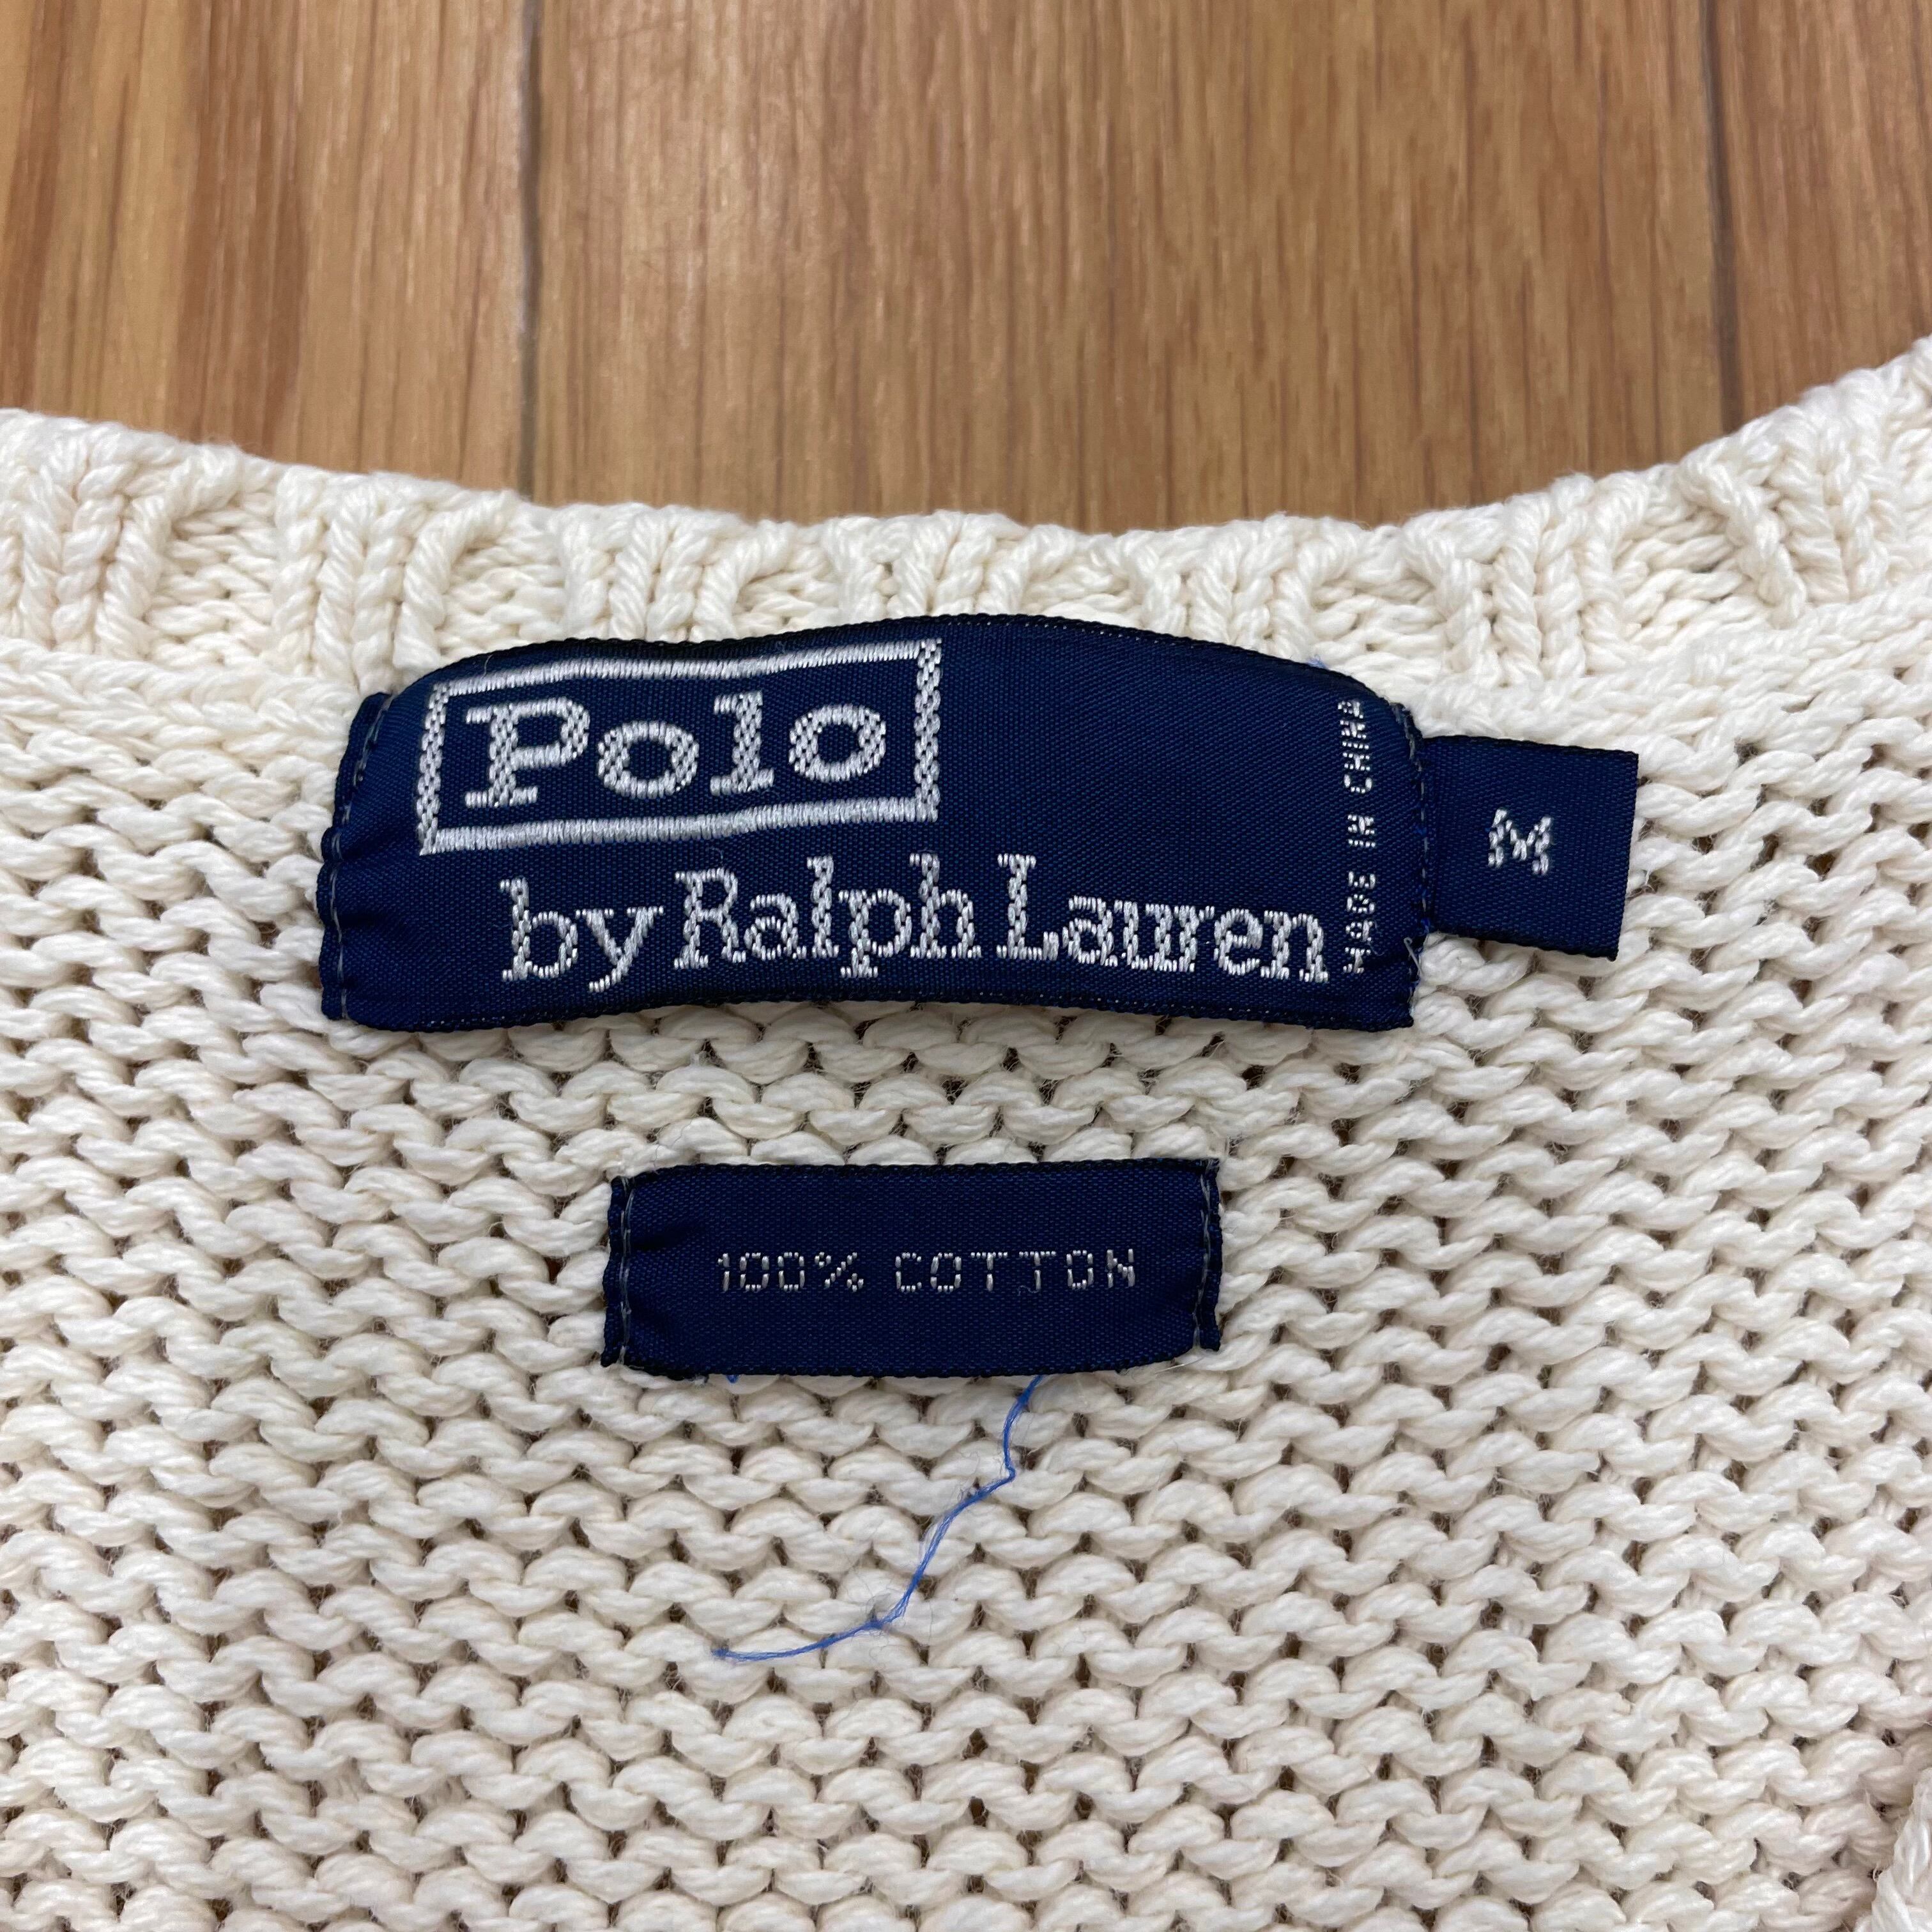 Polo
by Ralph Lauren
MADE IN CHINA
M
100% COTTON